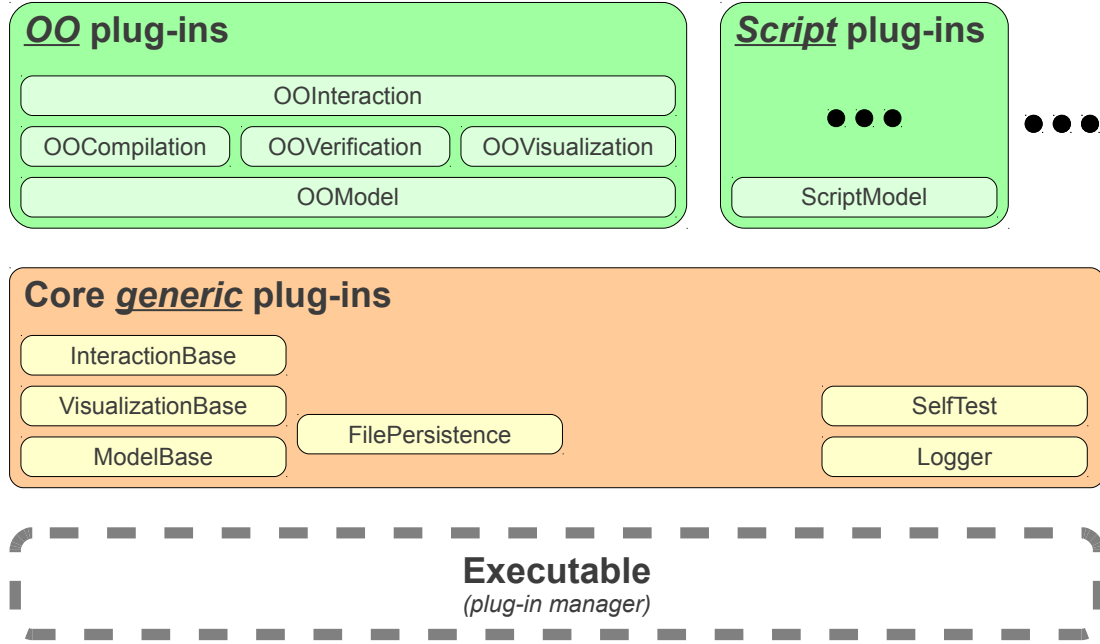 OO plug-ins
OOInteraction
OOCompilation OOVerification OOVisualization
OOModel
Script plug-ins
ScriptModel
Core generic plug-ins
InteractionBase
VisualizationBase
ModelBase
FilePersistence
SelfTest
Logger
Executable
(plug-in manager)